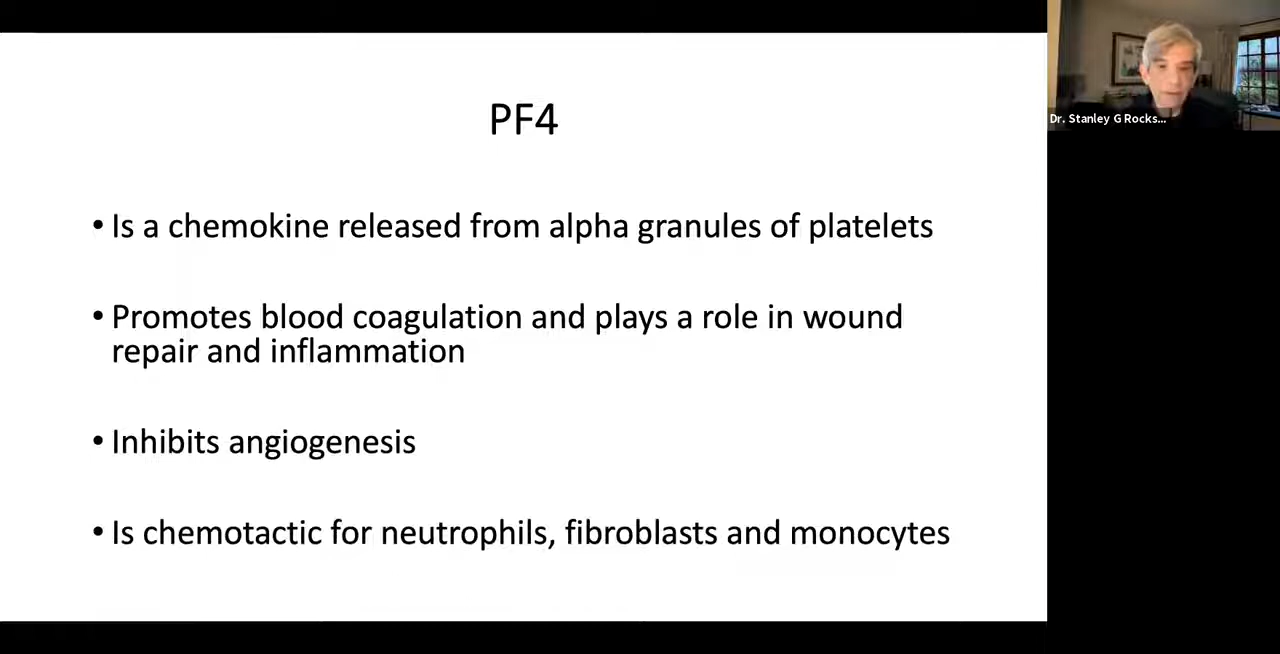 PF4
• Is a chemokine released from alpha granules of platelets
• Promotes blood coagulation and plays a role in wound
repair and inflammation
• Inhibits angiogenesis
• Is chemotactic for neutrophils, fibroblasts and monocytes
Dr. Stanley G Rocks...